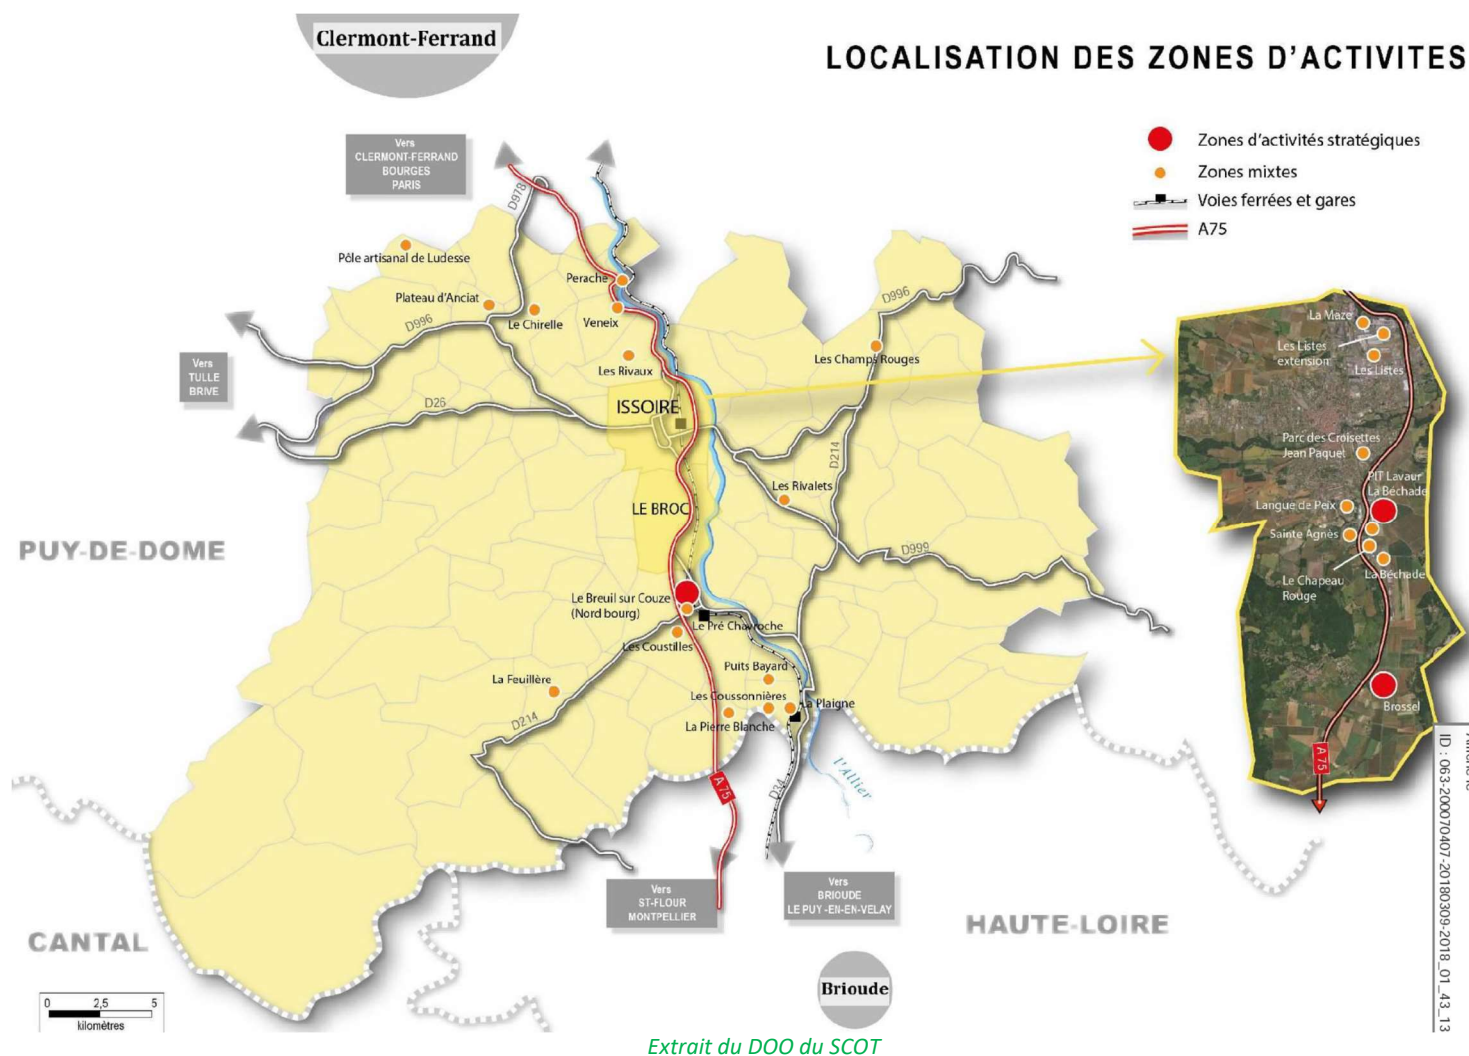 Clermont-Ferrand
LOCALISATION DES ZONES D'ACTIVITES
Zones d'activités stratégiques
Zones mixtes
Voies ferrées et gares
A75
Vers
CLERMONT-FERRAND
BOURGES
PARIS
D978
Pôle artisanal de Ludesse
Perache
Plateau d'Anciat
D996
Le Chirelle
Veneix
D996
Les Champs Rouges
Vers
TULLE
BRIVE
Les Rivaux
D26
ISSOIRE
D214
Les Rivalets
LE BROC
D999
PUY-DE-DOME
Le Breuil sur Couze
(Nord bourg)
Le Pré Chavroche
Les Coustilles
Puits Bayard
La Feuillère
Les Coussonnières
La Plaigne
La Pierre Blanche
D214
A75
D34
l'Allier
La Maze
Les Listes
extension
Les Listes
Parc des Croisettes
Jean Paquet
PIT Lavaur
La Béchade
Langue de Peix
Sainte Agnès
Le Chapeau
Rouge
La Béchade
Brossel
A75
ID : 063-200070407-20180309-2018_01_43_13
Vers
ST-FLOUR
MONTPELLIER
Vers
BRIOUDE
LE PUY -EN-EN-VELAY
HAUTE-LOIRE
CANTAL
Brioude
0 2,5 5
kilomètres
Extrait du DOO du SCOT